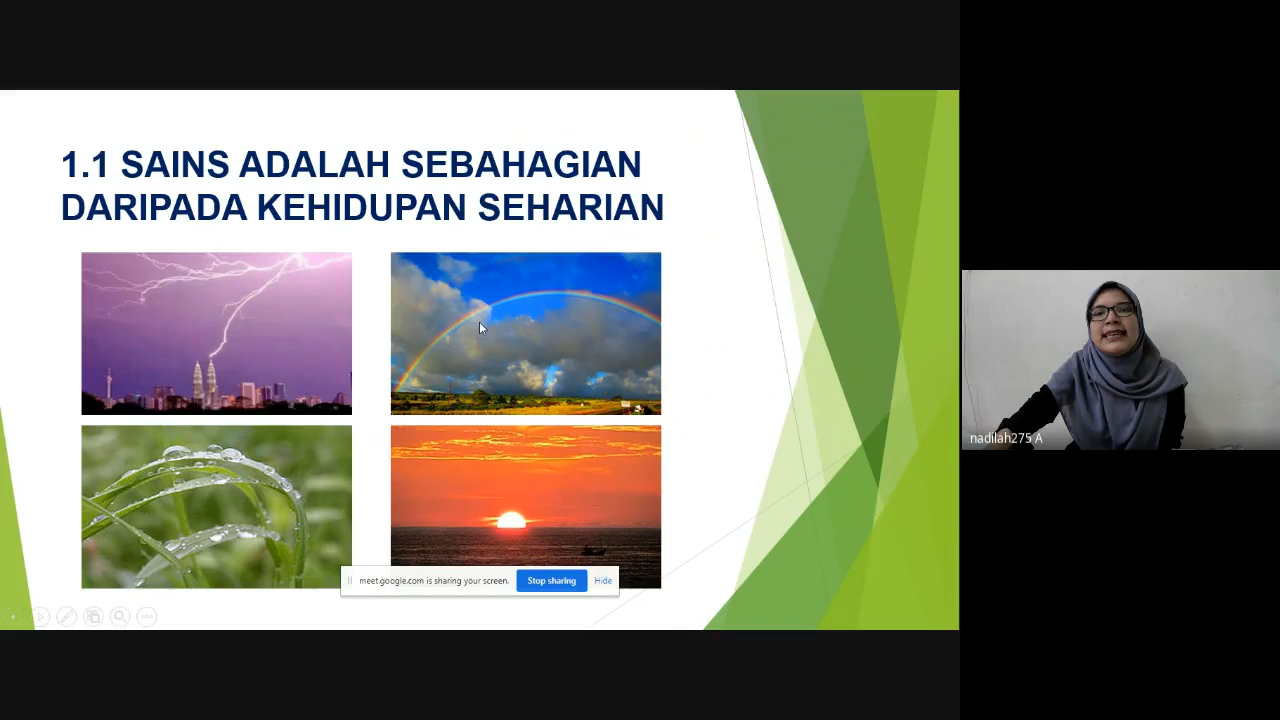 1.1 SAINS ADALAH SEBAHAGIAN
DARIPADA KEHIDUPAN SEHARIAN
meet.google.com is sharing your screen.
Stop sharing
Hide
nadilah275 A